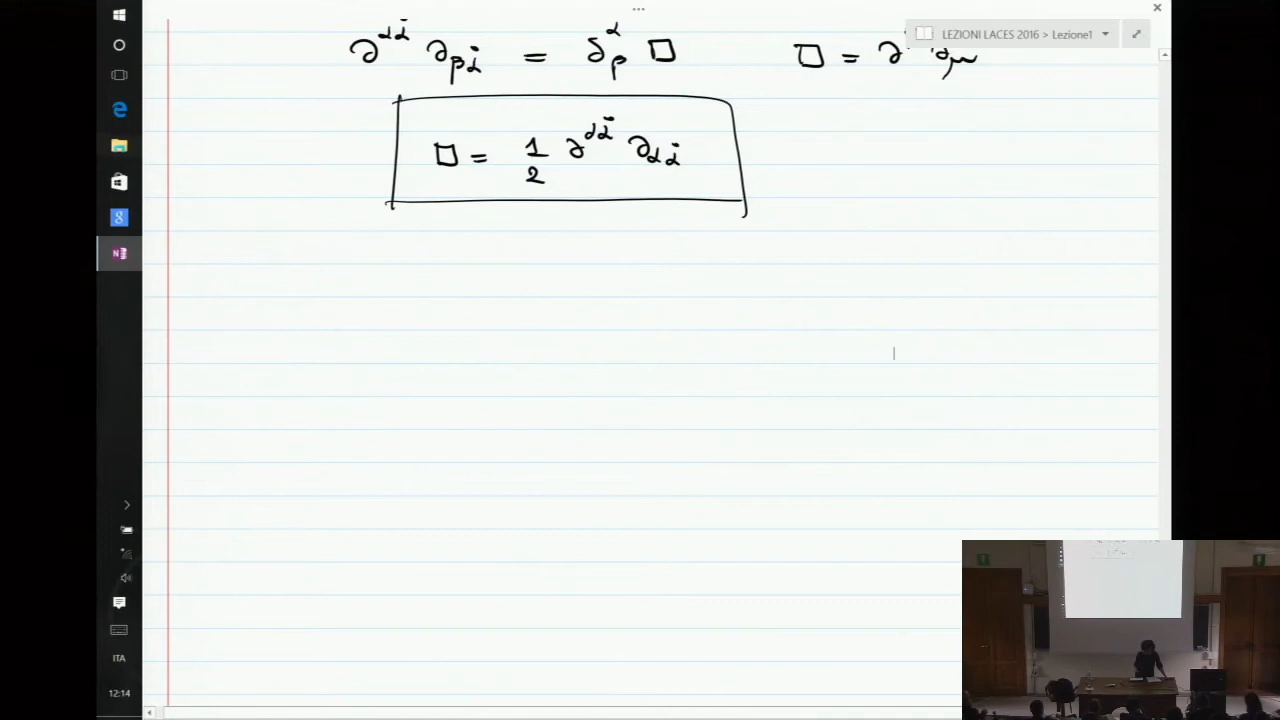 LEZIONI LACES 2016 > Lezione1
∂^{αα̇} ∂_{βα̇} = δ_β^α □ □ = ∂^μ ∂_μ
□ = 1/2 ∂^{αα̇} ∂_{αα̇}
ITA
12:14